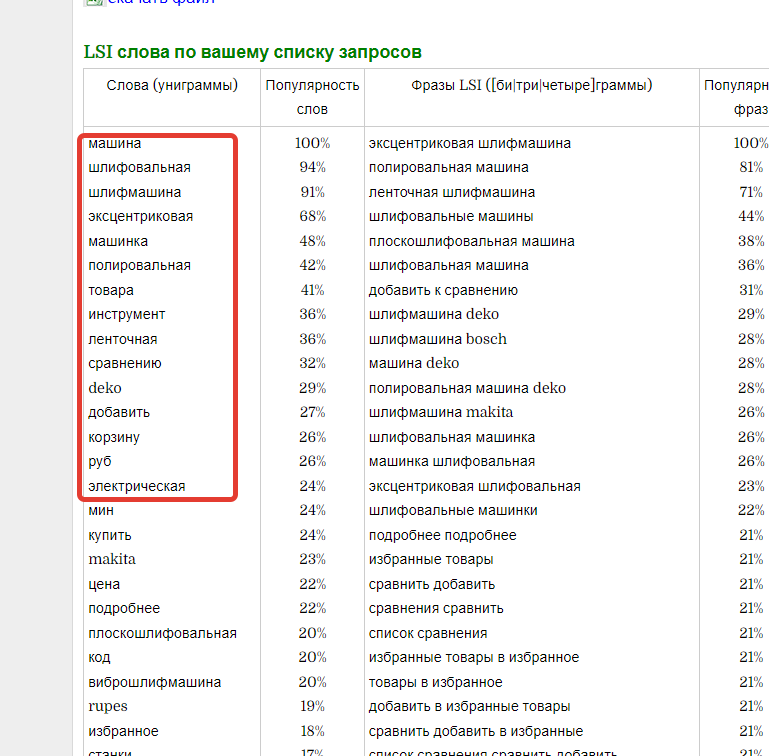 скачать файл
LSI слова по вашему списку запросов
Слова (униграммы) Популярность слов Фразы LSI ([би|три|четыре]граммы) Популярн фраз
машина 100% эксцентриковая шлифмашина 100%
шлифовальная 94% полировальная машина 81%
шлифмашина 91% ленточная шлифмашина 71%
эксцентриковая 68% шлифовальные машины 44%
машинка 48% плоскошлифовальная машина 38%
полировальная 42% шлифовальная машина 36%
товара 41% добавить к сравнению 31%
инструмент 36% шлифмашина deko 29%
ленточная 36% шлифмашина bosch 28%
сравнению 32% машина deko 28%
deko 29% полировальная машина deko 28%
добавить 27% шлифмашина makita 26%
корзину 26% шлифовальная машинка 26%
руб 26% машинка шлифовальная 26%
электрическая 24% эксцентриковая шлифовальная 23%
мин 24% шлифовальные машинки 22%
купить 24% подробнее подробнее 21%
makita 23% избранные товары 21%
цена 22% сравнить добавить 21%
подробнее 22% сравнения сравнить 21%
плоскошлифовальная 20% список сравнения 21%
код 20% избранные товары в избранное 21%
виброшлифмашина 20% товары в избранное 21%
rupes 19% добавить в избранные товары 21%
избранное 18% сравнить добавить в избранные 21%
станки 17% список сравнения сравнить добавить 21%